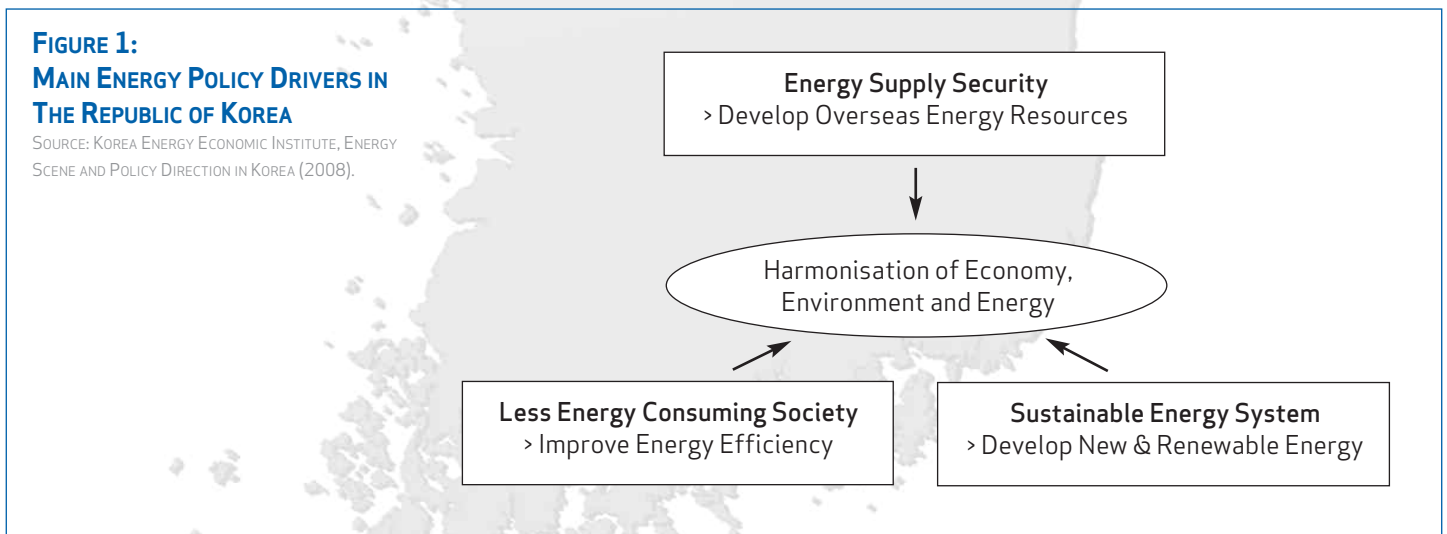 FIGURE 1:
MAIN ENERGY POLICY DRIVERS IN
THE REPUBLIC OF KOREA
SOURCE: KOREA ENERGY ECONOMIC INSTITUTE, ENERGY
SCENE AND POLICY DIRECTION IN KOREA (2008).
Energy Supply Security
> Develop Overseas Energy Resources
Harmonisation of Economy,
Environment and Energy
Less Energy Consuming Society
> Improve Energy Efficiency
Sustainable Energy System
> Develop New & Renewable Energy